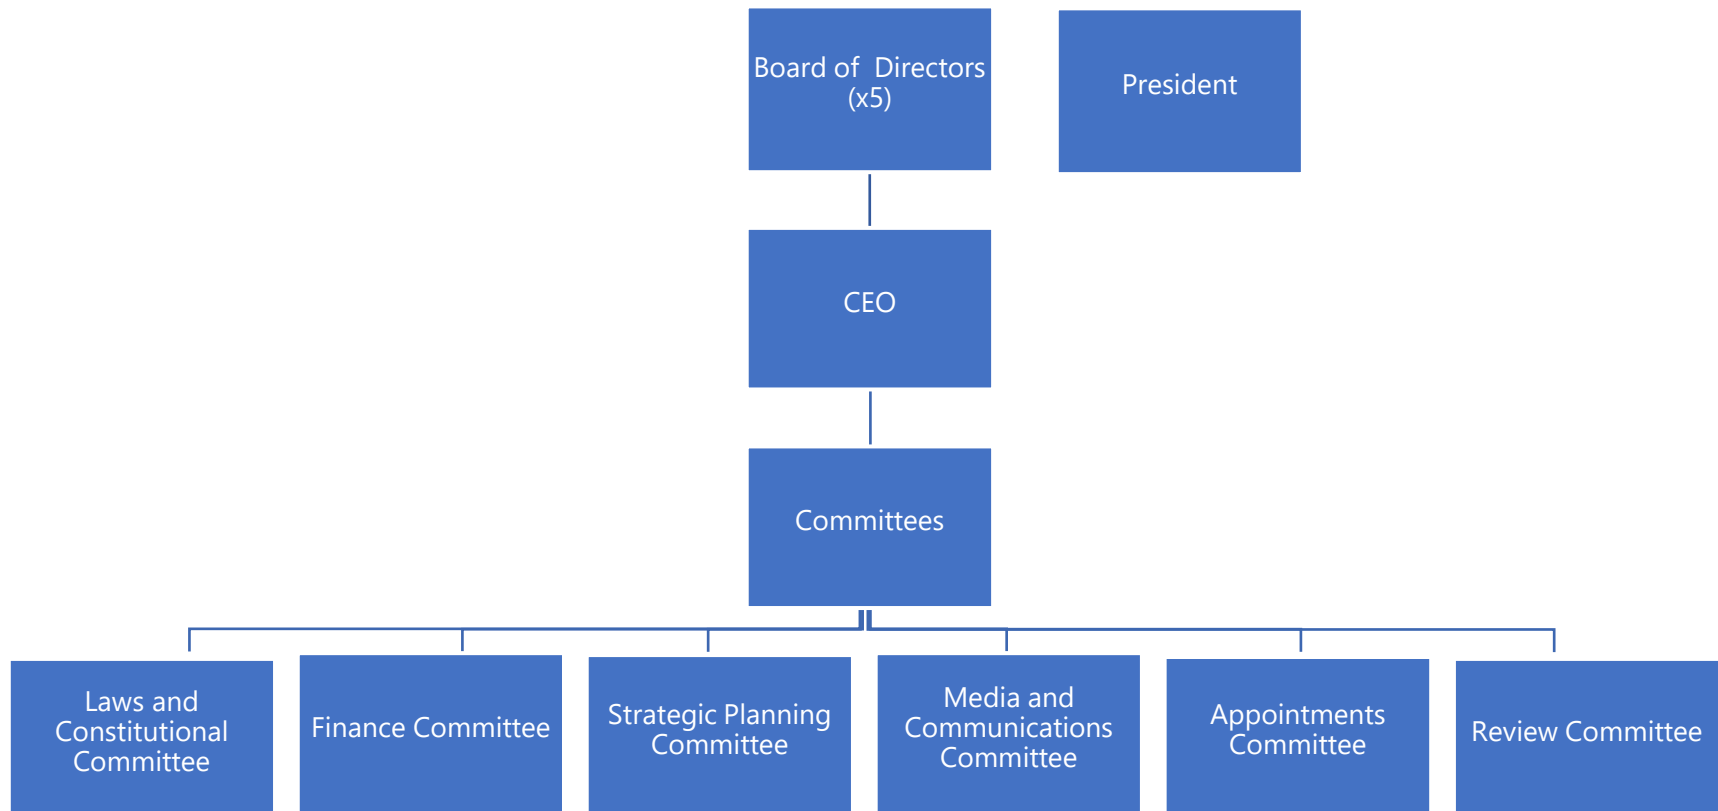 Board of  Directors
(x5)
President
CEO
Committees
Laws and
Constitutional
Committee
Finance Committee
Strategic Planning
Committee
Media and
Communications
Committee
Appointments
Committee
Review Committee